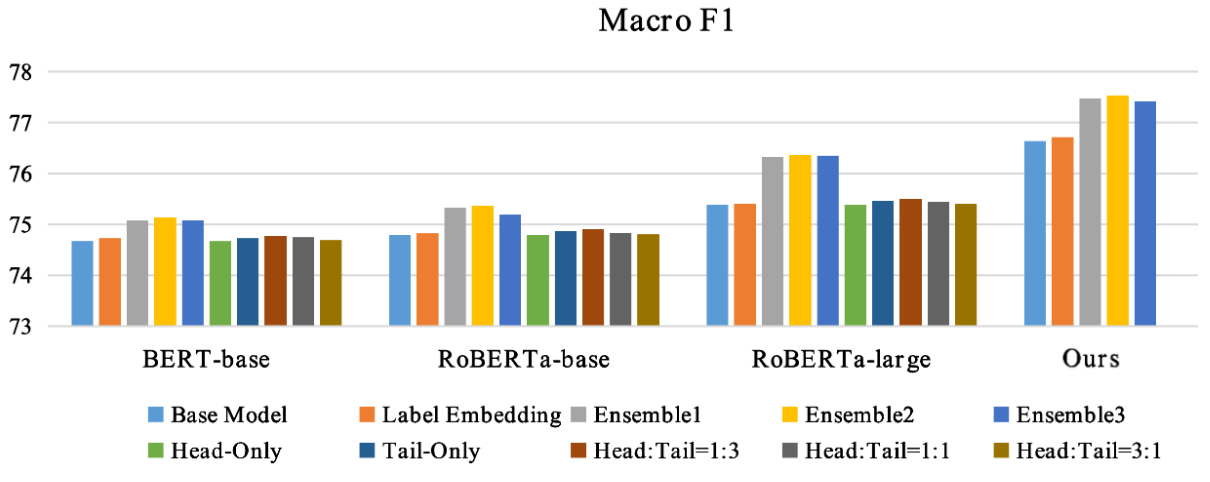 Macro F1
78
77
76
75
74
73
BERT-base RoBERTa-base RoBERTa-large Ours
Base Model Label Embedding Ensemble1 Ensemble2 Ensemble3
Head-Only Tail-Only Head:Tail=1:3 Head:Tail=1:1 Head:Tail=3:1